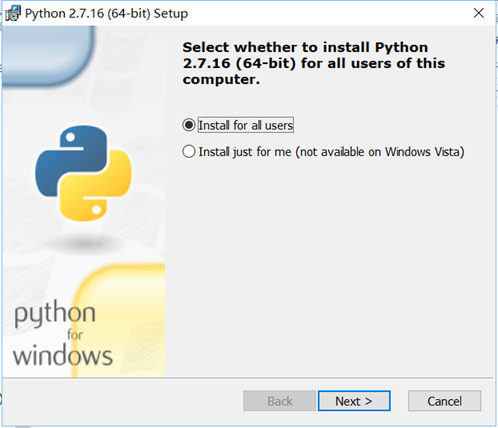 Python 2.7.16 (64-bit) Setup
Select whether to install Python
2.7.16 (64-bit) for all users of this
computer.
Install for all users
Install just for me (not available on Windows Vista)
python
for
windows
Back
Next >
Cancel